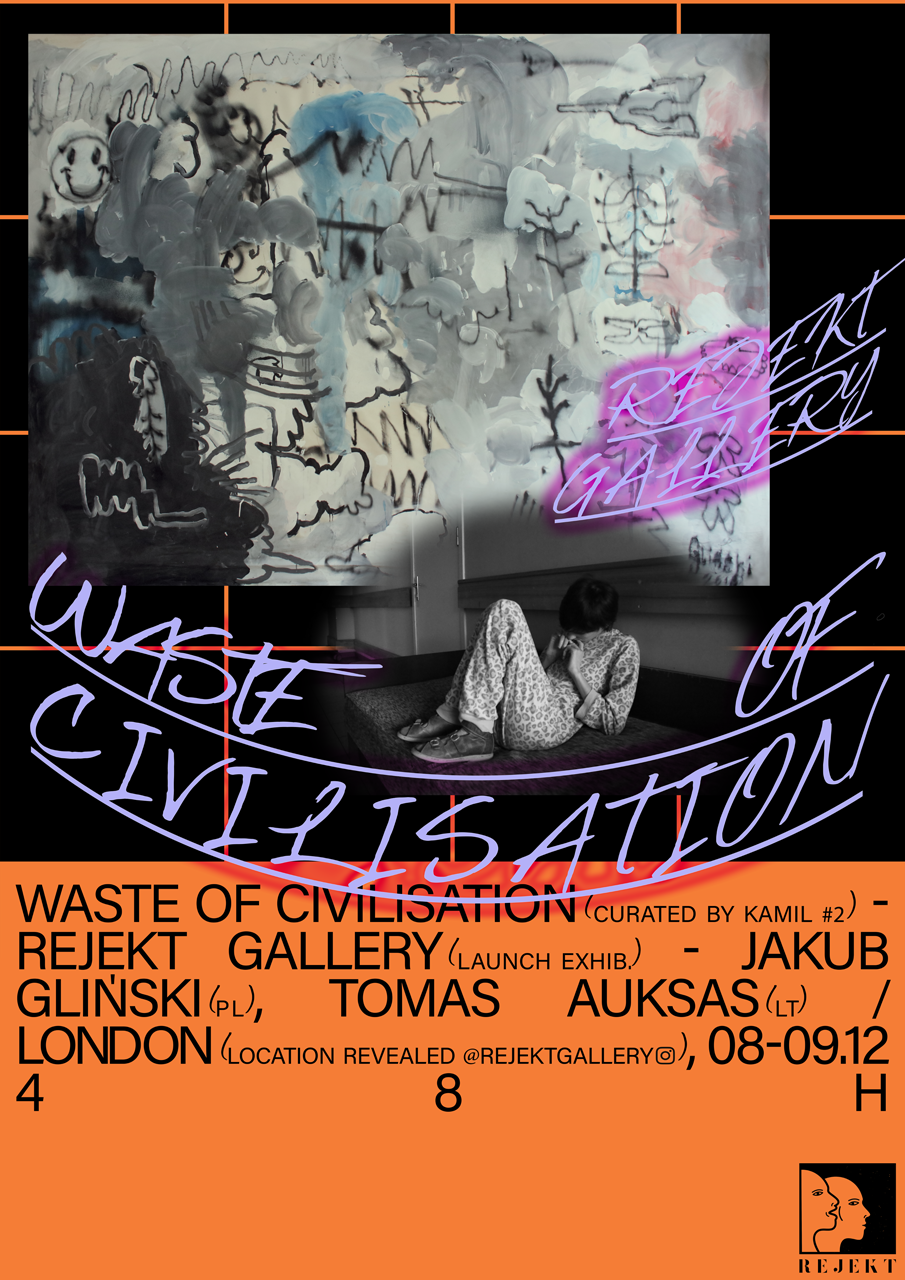 REJEKT
GALLERY
WASTE OF
CIVILISATION
WASTE OF CIVILISATION (CURATED BY KAMIL #2) -
REJEKT GALLERY (LAUNCH EXHIB.) - JAKUB
GLIŃSKI (PL), TOMAS AUKSAS (LT) /
LONDON (LOCATION REVEALED @REJEKTGALLERY), 08-09.12
4 8 H
REJEKT